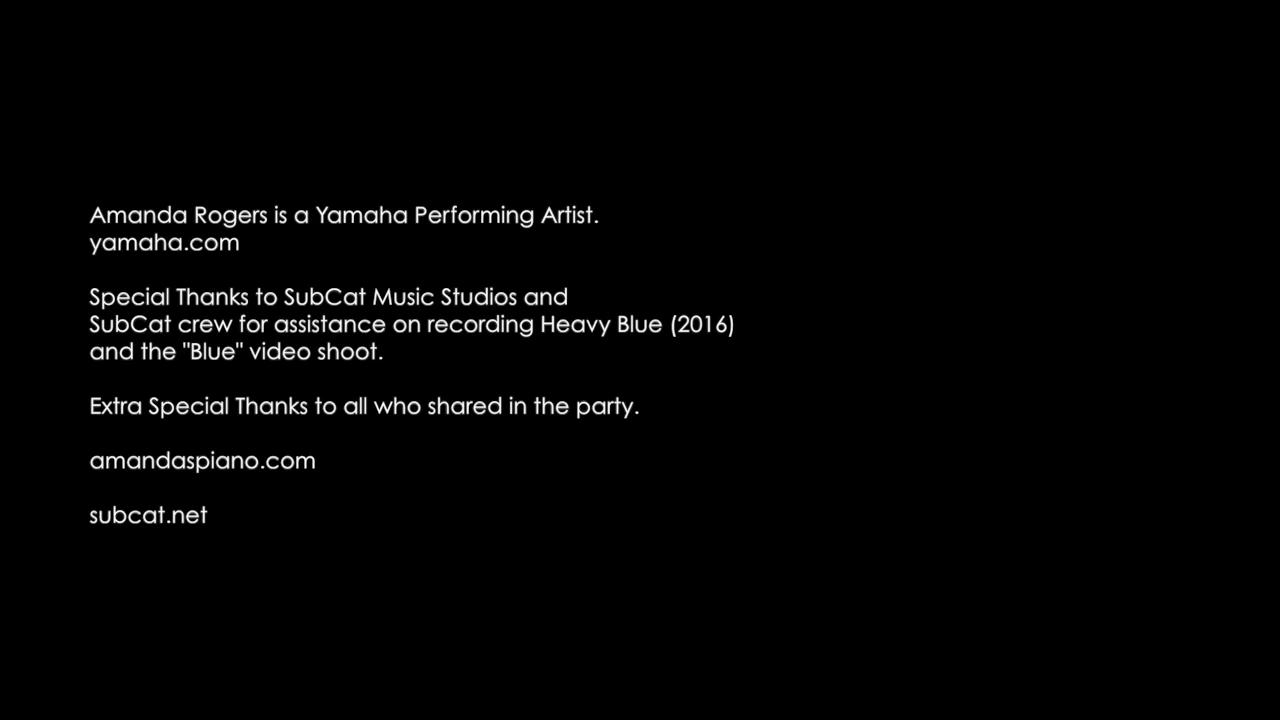 Amanda Rogers is a Yamaha Performing Artist.
yamaha.com
Special Thanks to SubCat Music Studios and
SubCat crew for assistance on recording Heavy Blue (2016)
and the "Blue" video shoot.
Extra Special Thanks to all who shared in the party.
amandaspiano.com
subcat.net